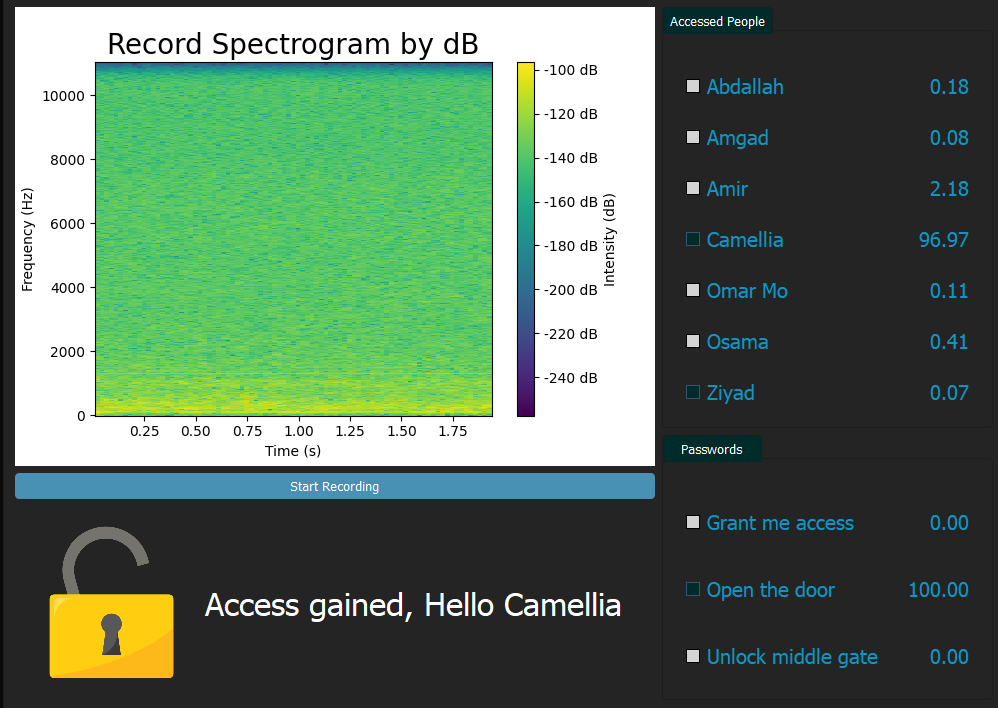 Record Spectrogram by dB
10000
8000
6000
4000
2000
0
Frequency (Hz)
0.25 0.50 0.75 1.00 1.25 1.50 1.75
Time (s)
-100 dB
-120 dB
-140 dB
-160 dB
-180 dB
-200 dB
-220 dB
-240 dB
Intensity (dB)
Start Recording
Access gained, Hello Camellia
Accessed People
Abdallah 0.18
Amgad 0.08
Amir 2.18
Camellia 96.97
Omar Mo 0.11
Osama 0.41
Ziyad 0.07
Passwords
Grant me access 0.00
Open the door 100.00
Unlock middle gate 0.00